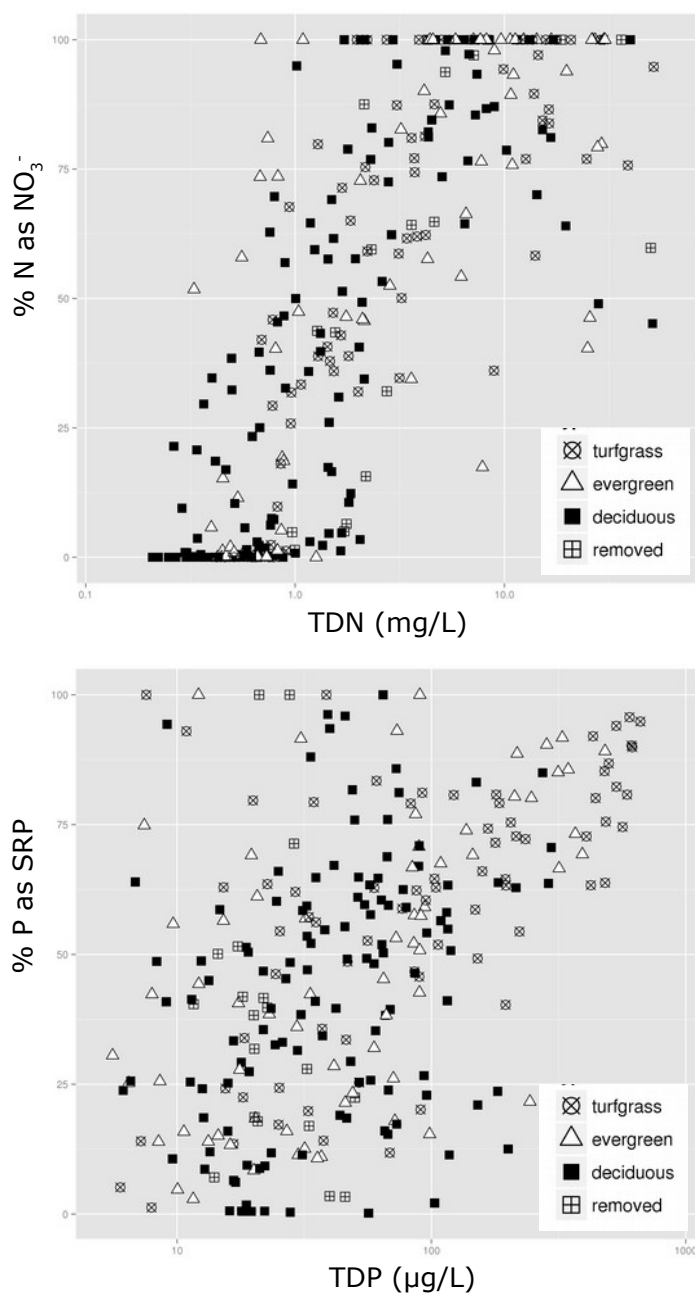 100
75
50
25
0
% N as NO₃⁻
turfgrass
evergreen
deciduous
removed
0.1 1.0 10.0
TDN (mg/L)
100
75
50
25
0
% P as SRP
turfgrass
evergreen
deciduous
removed
10 100 1000
TDP (µg/L)